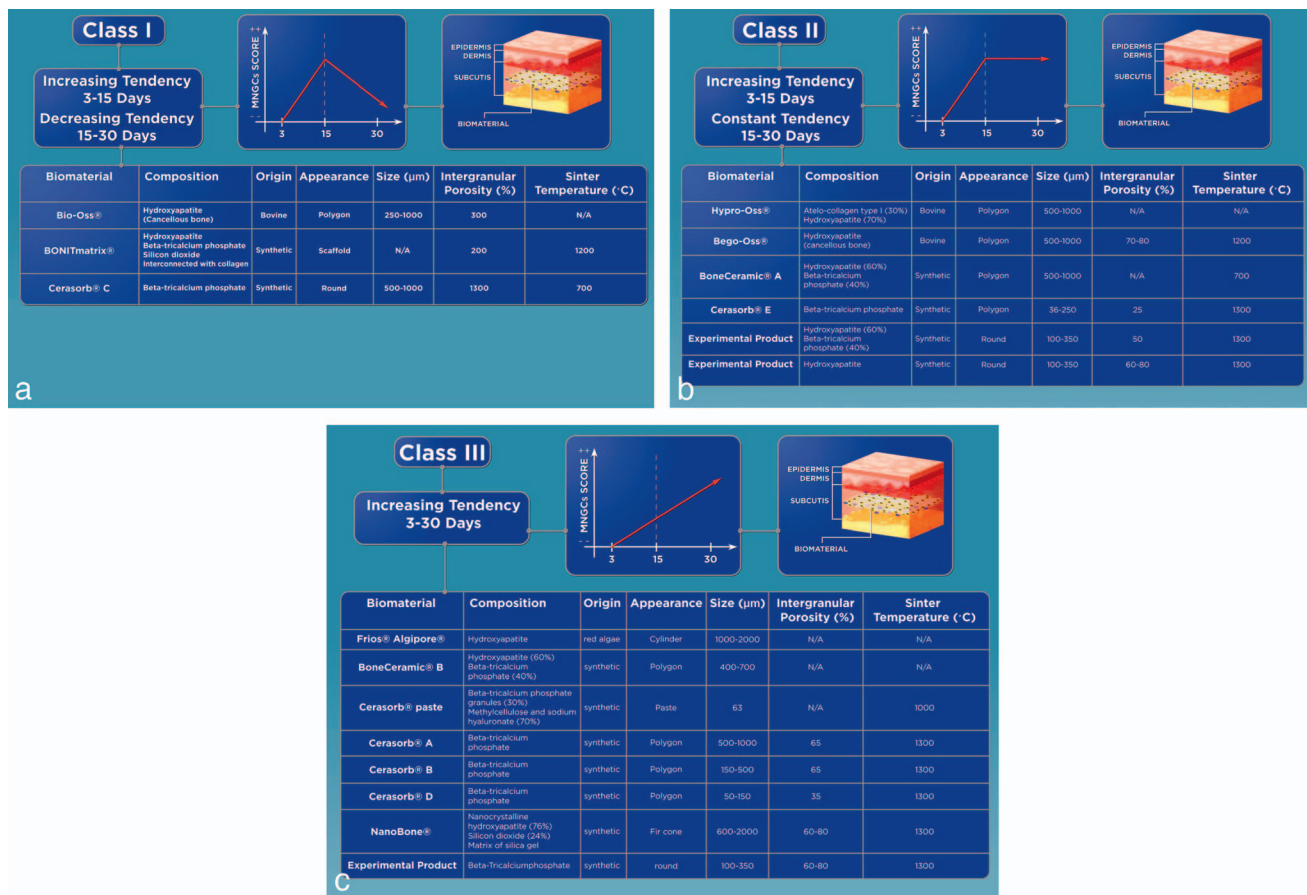 Class I
Increasing Tendency
3-15 Days
Decreasing Tendency
15-30 Days
MNGCs SCORE
++
--
3
15
30
EPIDERMIS
DERMIS
SUBCUTIS
BIOMATERIAL
Biomaterial Composition Origin Appearance Size (µm) Intergranular Porosity (%) Sinter Temperature (°C)
Bio-Oss® Hydroxyapatite (Cancellous bone) Bovine Polygon 250-1000 300 N/A
BONITmatrix® Hydroxyapatite Beta-tricalcium phosphate Silicon dioxide Interconnected with collagen Synthetic Scaffold N/A 200 1200
Cerasorb® C Beta-tricalcium phosphate Synthetic Round 500-1000 1300 700
a
Class II
Increasing Tendency
3-15 Days
Constant Tendency
15-30 Days
MNGCs SCORE
++
--
3
15
30
EPIDERMIS
DERMIS
SUBCUTIS
BIOMATERIAL
Biomaterial Composition Origin Appearance Size (µm) Intergranular Porosity (%) Sinter Temperature (°C)
Hypro-Oss® Atelo-collagen type I (30%) Hydroxyapatite (70%) Bovine Polygon 500-1000 N/A N/A
Bego-Oss® Hydroxyapatite (cancellous bone) Bovine Polygon 500-1000 70-80 1200
BoneCeramic® A Hydroxyapatite (60%) Beta-tricalcium phosphate (40%) Synthetic Polygon 500-1000 N/A 700
Cerasorb® E Beta-tricalcium phosphate Synthetic Polygon 36-250 25 1300
Experimental Product Hydroxyapatite (60%) Beta-tricalcium phosphate (40%) Synthetic Round 100-350 50 1300
Experimental Product Hydroxyapatite Synthetic Round 100-350 60-80 1300
b
Class III
Increasing Tendency
3-30 Days
MNGCs SCORE
++
--
3
15
30
EPIDERMIS
DERMIS
SUBCUTIS
BIOMATERIAL
Biomaterial Composition Origin Appearance Size (µm) Intergranular Porosity (%) Sinter Temperature (°C)
Frios® Algipore® Hydroxyapatite red algae Cylinder 1000-2000 N/A N/A
BoneCeramic® B Hydroxyapatite (60%) Beta-tricalcium phosphate (40%) synthetic Polygon 400-700 N/A N/A
Cerasorb® paste Beta-tricalcium phosphate granules (30%) Methylcellulose and sodium hyaluronate (70%) synthetic Paste 63 N/A 1000
Cerasorb® A Beta-tricalcium phosphate synthetic Polygon 500-1000 65 1300
Cerasorb® B Beta-tricalcium phosphate synthetic Polygon 150-500 65 1300
Cerasorb® D Beta-tricalcium phosphate synthetic Polygon 50-150 35 1300
NanoBone® Nanocrystalline hydroxyapatite (76%) Silicon dioxide (24%) Matrix of silica gel synthetic Fir cone 600-2000 60-80 1300
Experimental Product Beta-Tricalciumphosphate synthetic round 100-350 60-80 1300
c